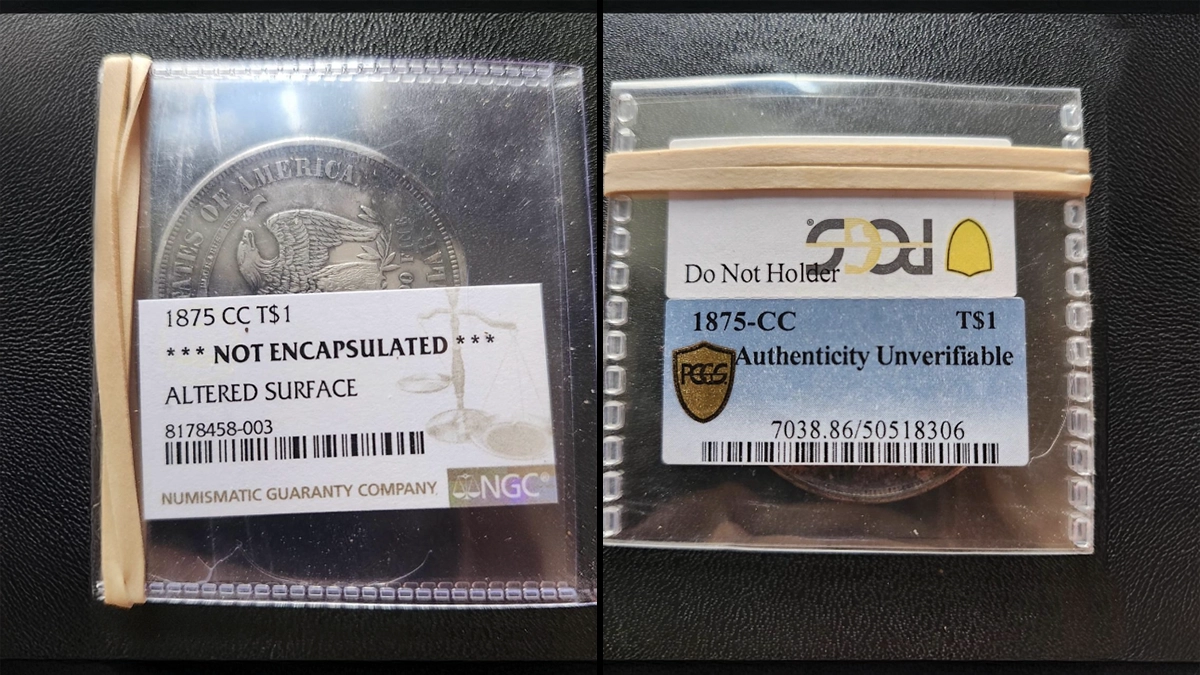 TATES OF AMERICA
1875 CC T$1
*** NOT ENCAPSULATED ***
ALTERED SURFACE
8178458-003
NUMISMATIC GUARANTY COMPANY
NGC®
PCGS®
Do Not Holder
1875-CC T$1
PCGS
Authenticity Unverifiable
7038.86/50518306